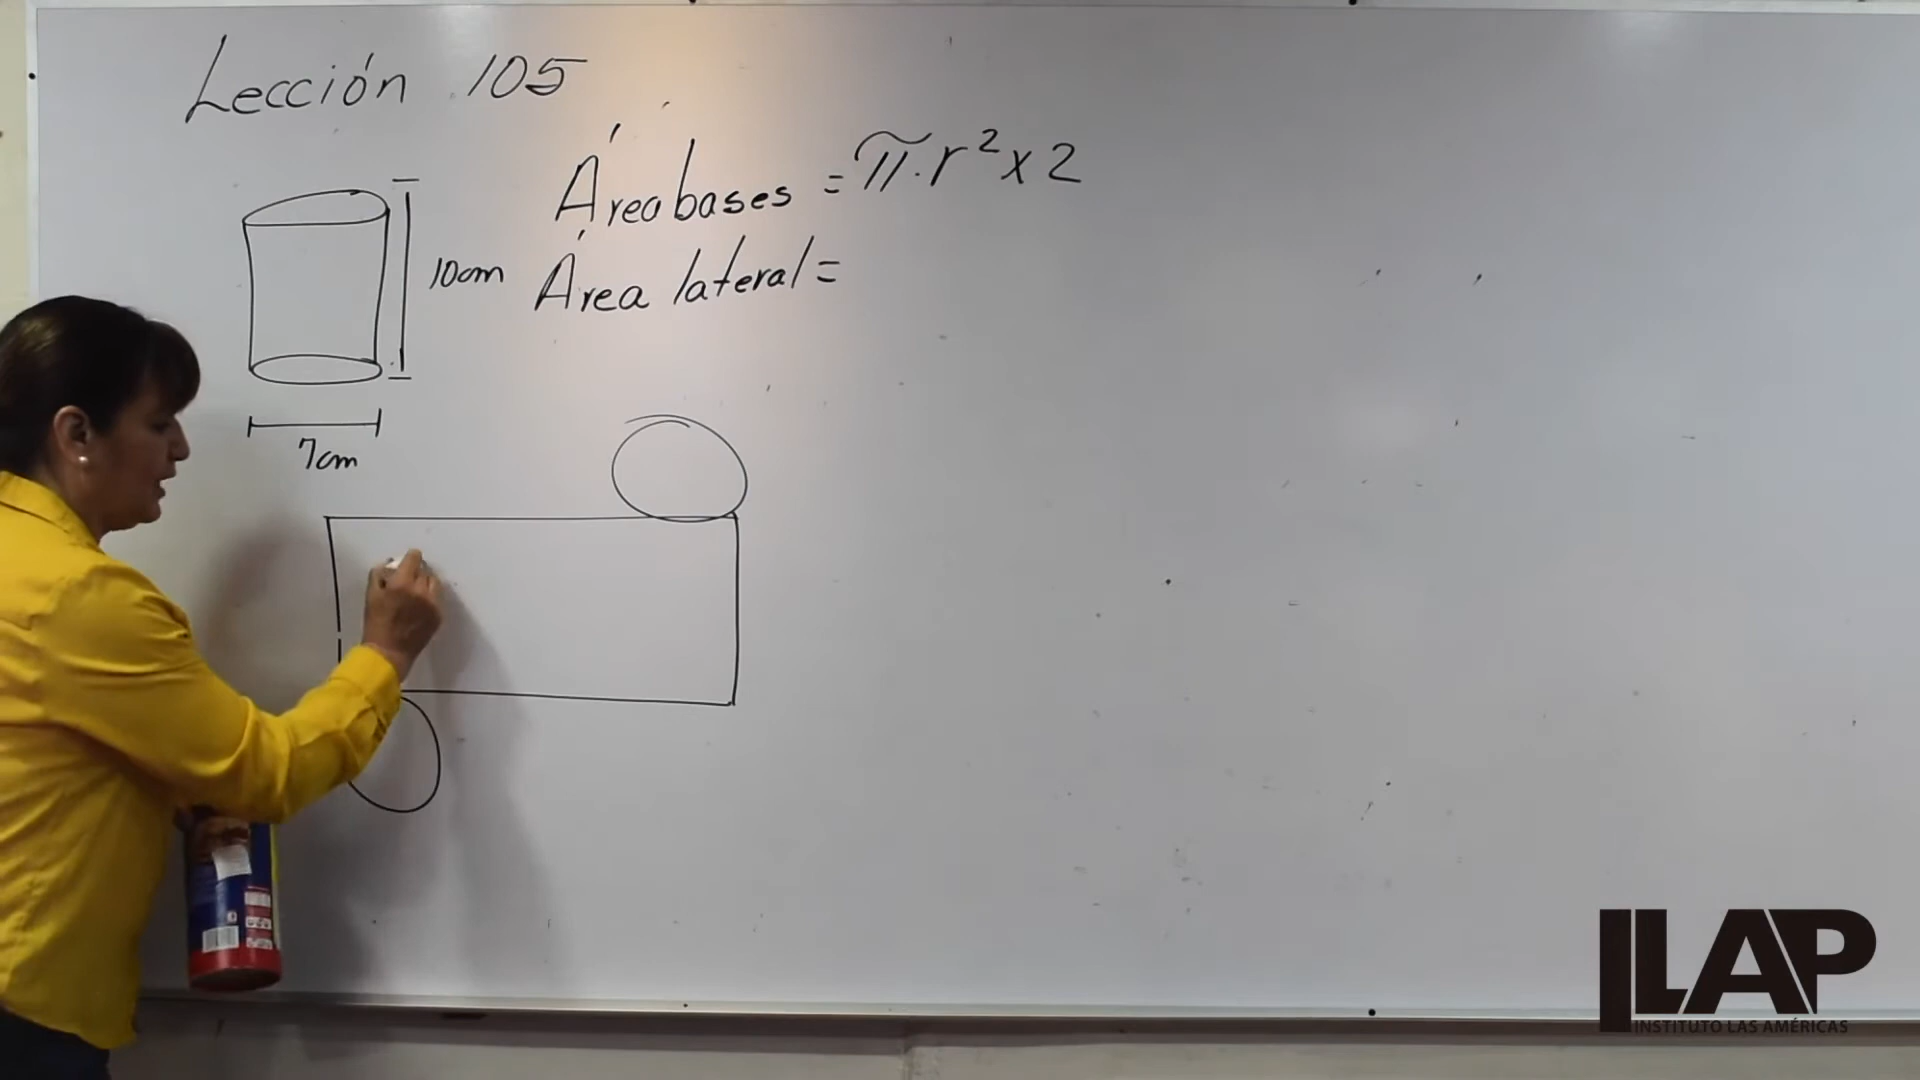 Lección 105
Área bases = π.r² x 2
10cm
Área lateral =
7cm
ILAP
INSTITUTO LAS AMÉRICAS